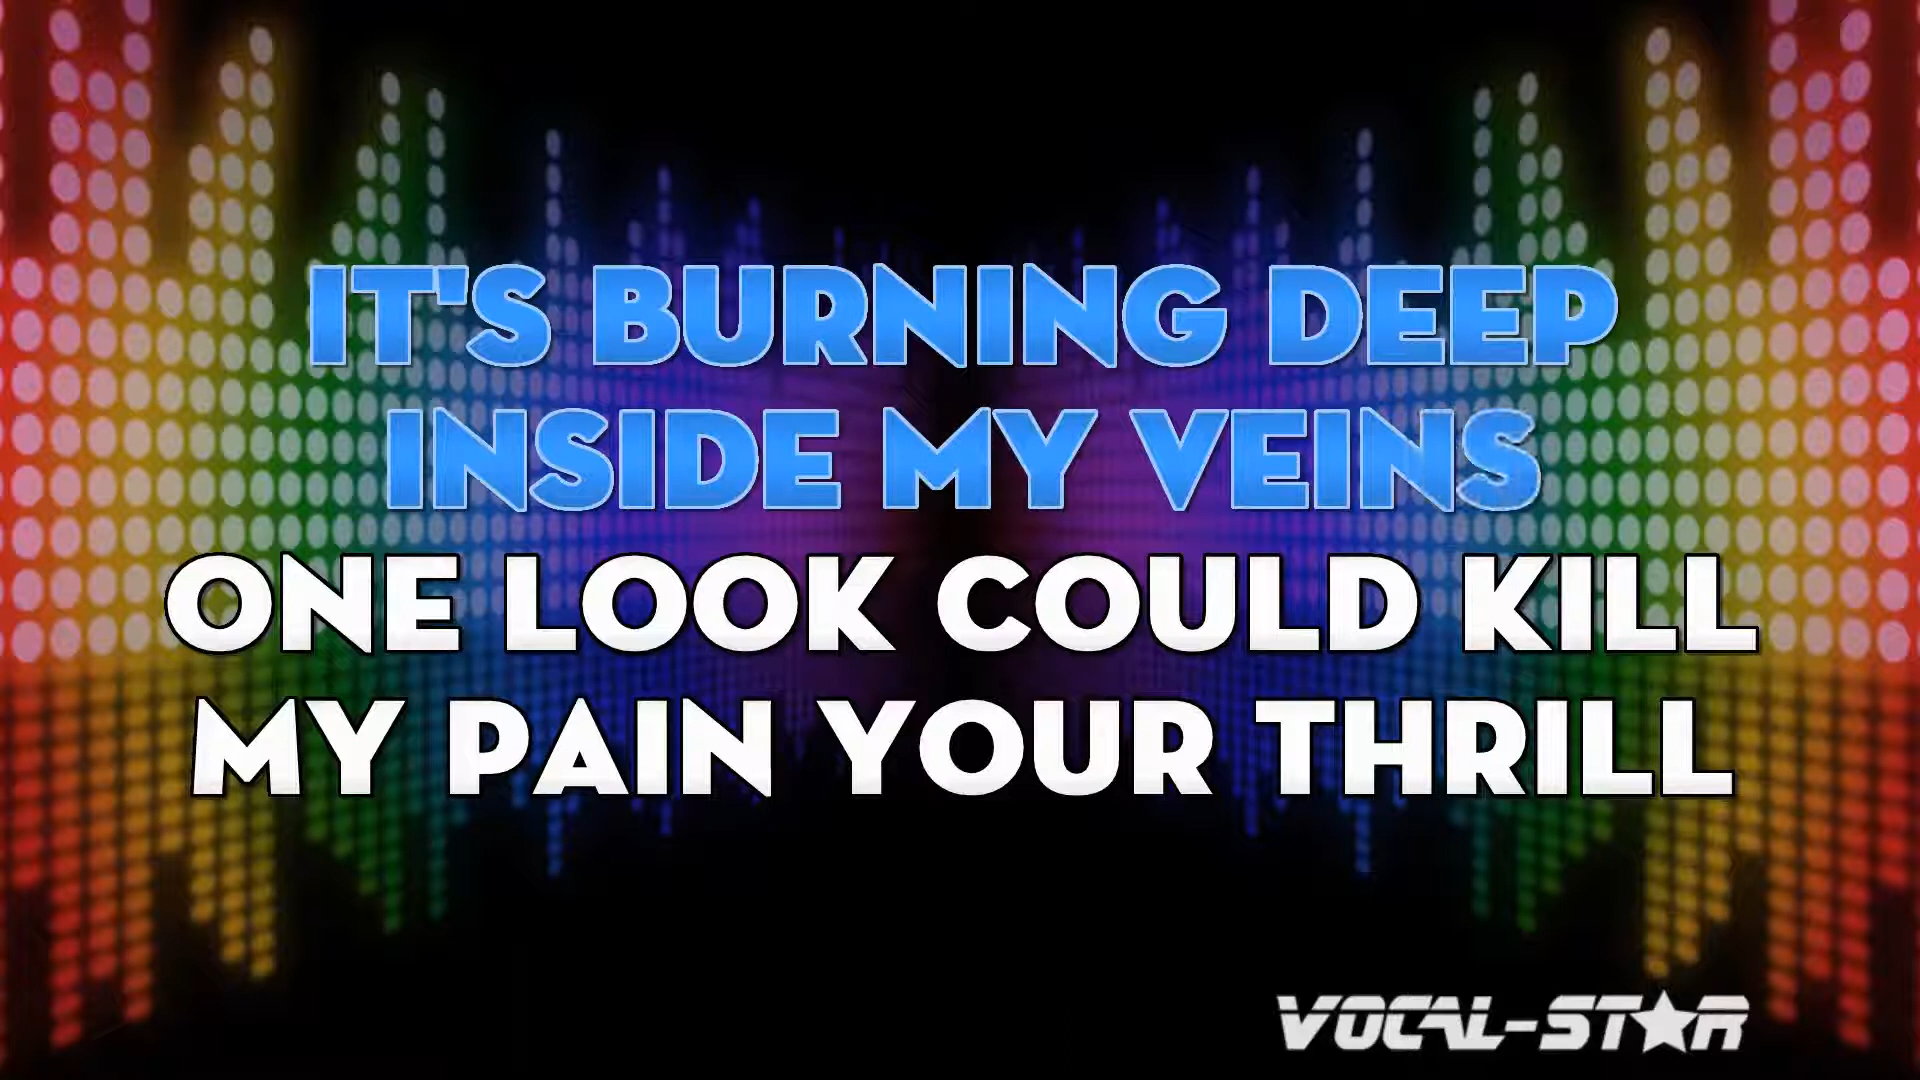 IT'S BURNING DEEP
INSIDE MY VEINS
ONE LOOK COULD KILL
MY PAIN YOUR THRILL
VOCAL-STAR